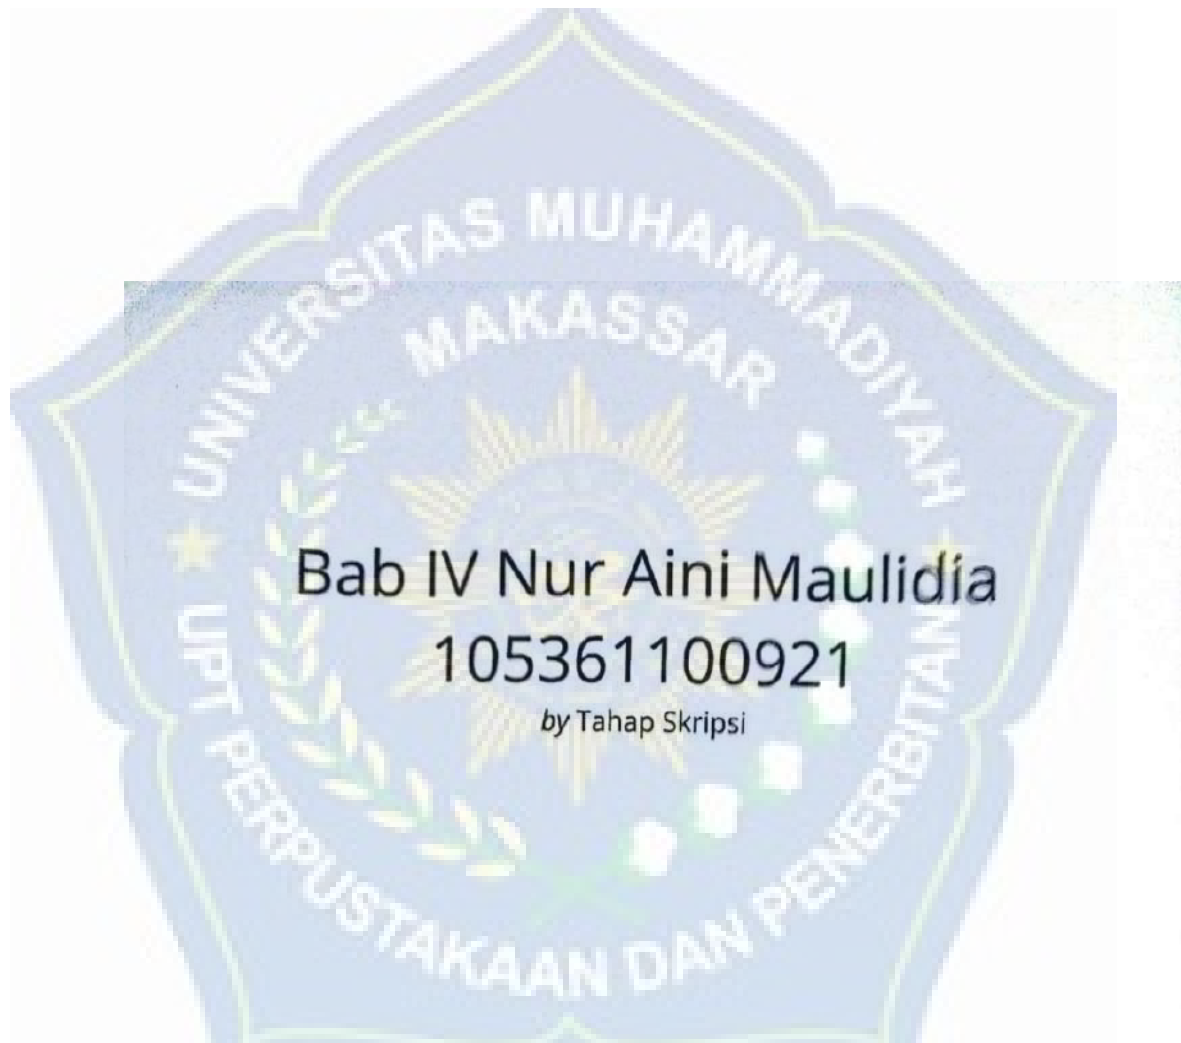 UNIVERSITAS MUHAMMADIYAH
MAKASSAR
Bab IV Nur Aini Maulidia
105361100921
by Tahap Skripsi
UPT PERPUSTAKAAN DAN PENERBITAN